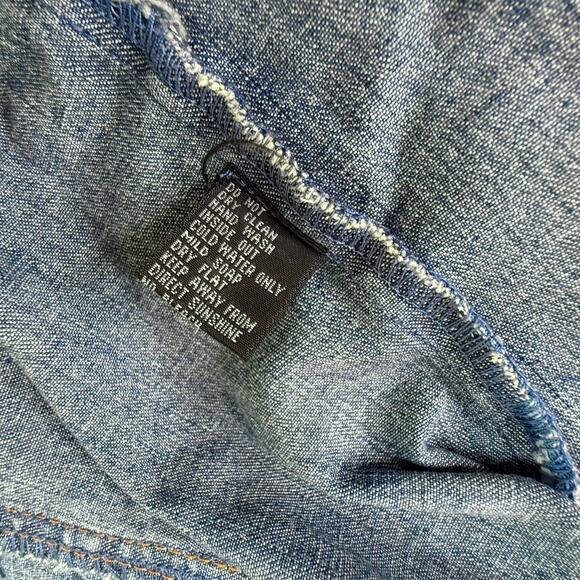 DO NOT
DRY CLEAN
HAND WASH
INSIDE OUT
COLD WATER ONLY
MILD SOAP
DRY FLAT
KEEP AWAY FROM
DIRECT SUNSHINE
NO BLEACH